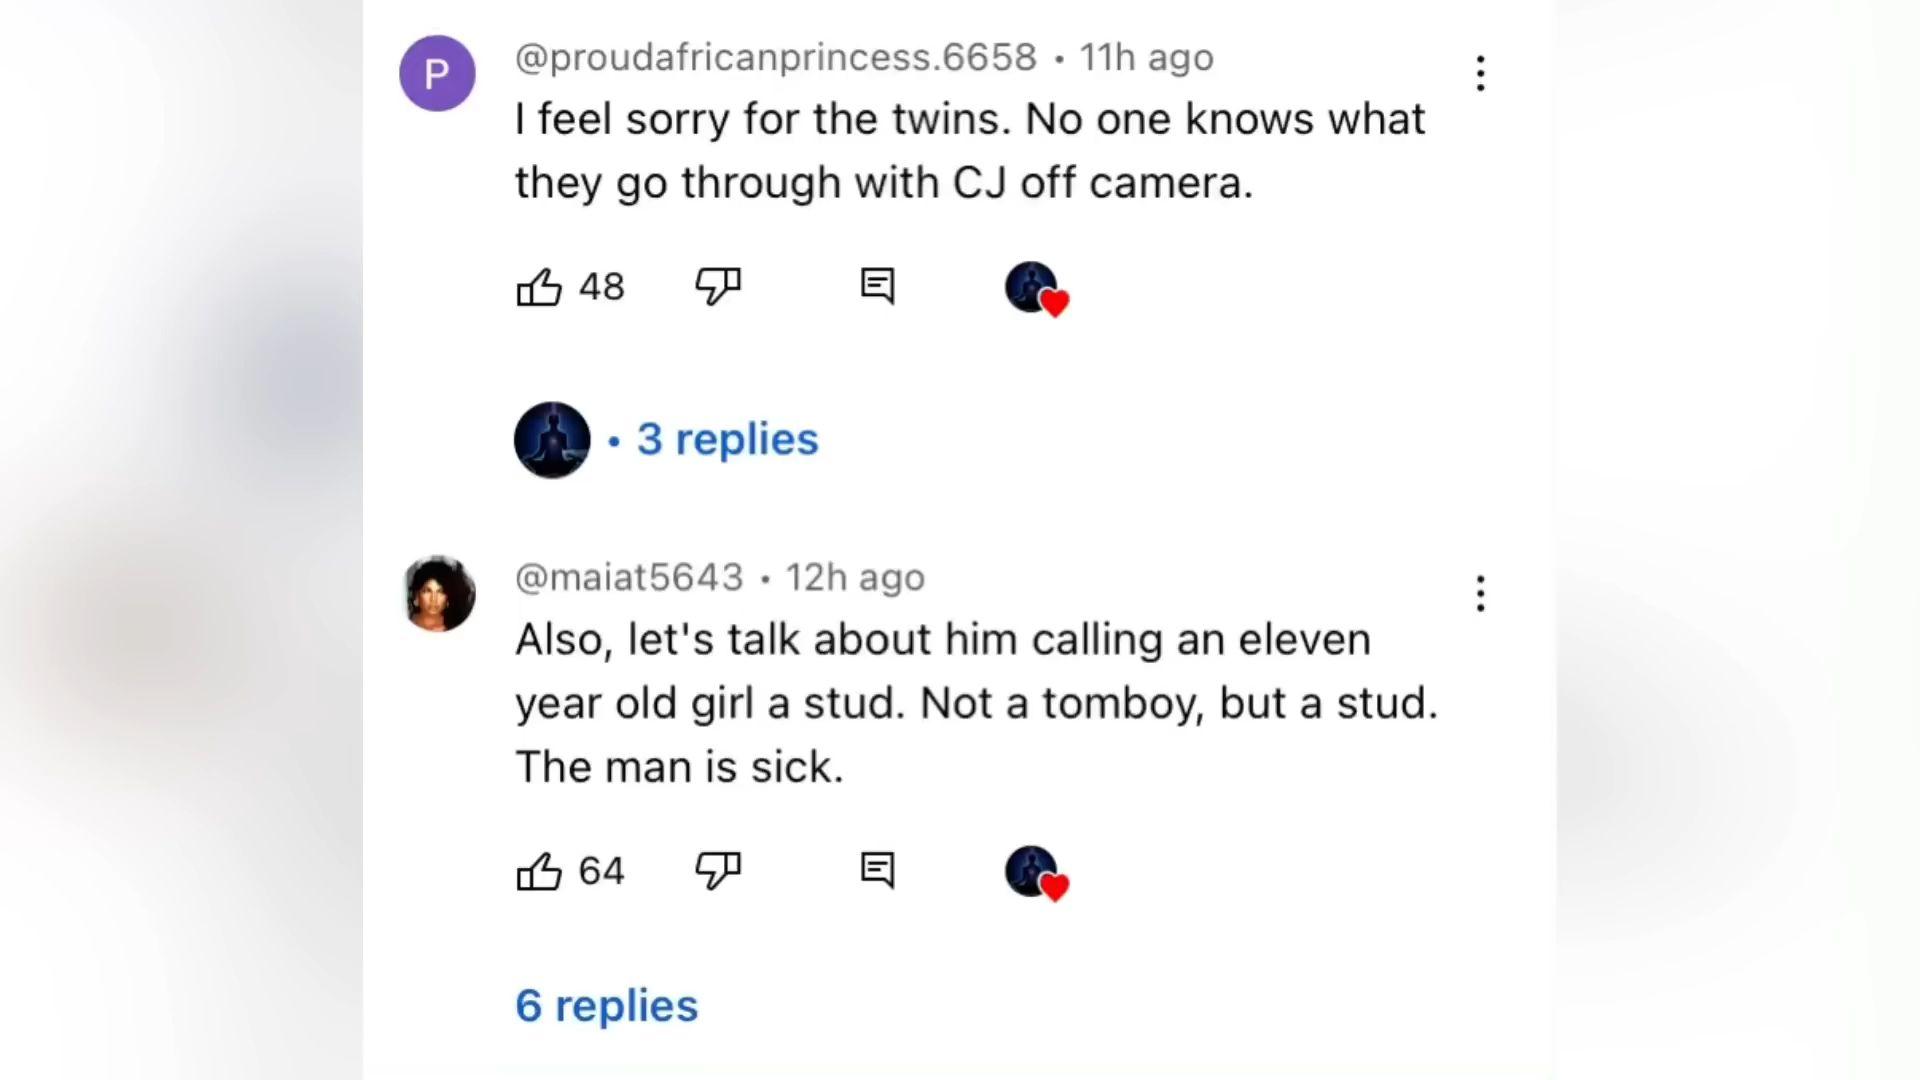 P
@proudafricanprincess.6658 • 11h ago
I feel sorry for the twins. No one knows what
they go through with CJ off camera.
48
• 3 replies
@maiat5643 • 12h ago
Also, let's talk about him calling an eleven
year old girl a stud. Not a tomboy, but a stud.
The man is sick.
64
6 replies